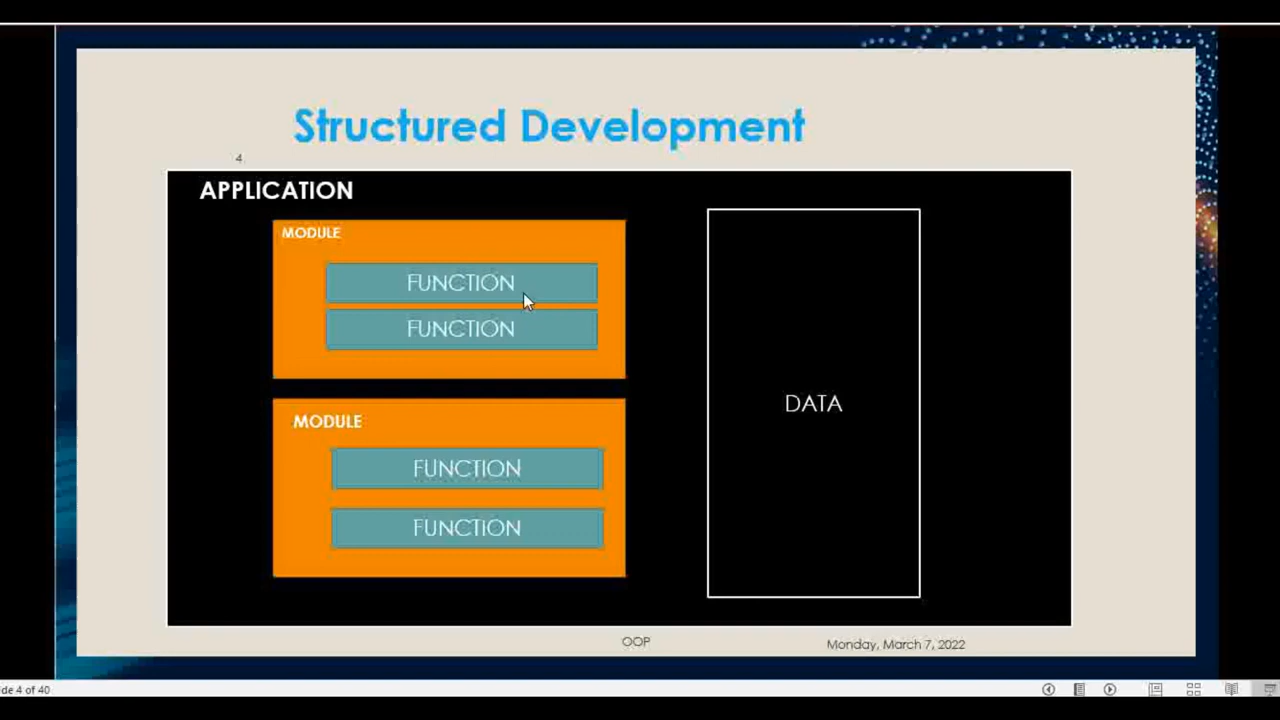 Structured Development
4
APPLICATION
MODULE
FUNCTION
FUNCTION
MODULE
FUNCTION
FUNCTION
DATA
OOP
Monday, March 7, 2022
de 4 of 40